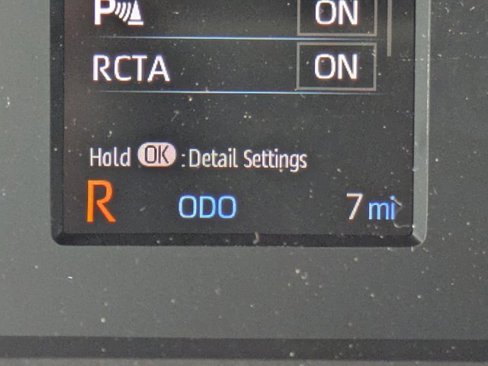 P ON
RCTA ON
Hold OK : Detail Settings
R ODO 7 mi